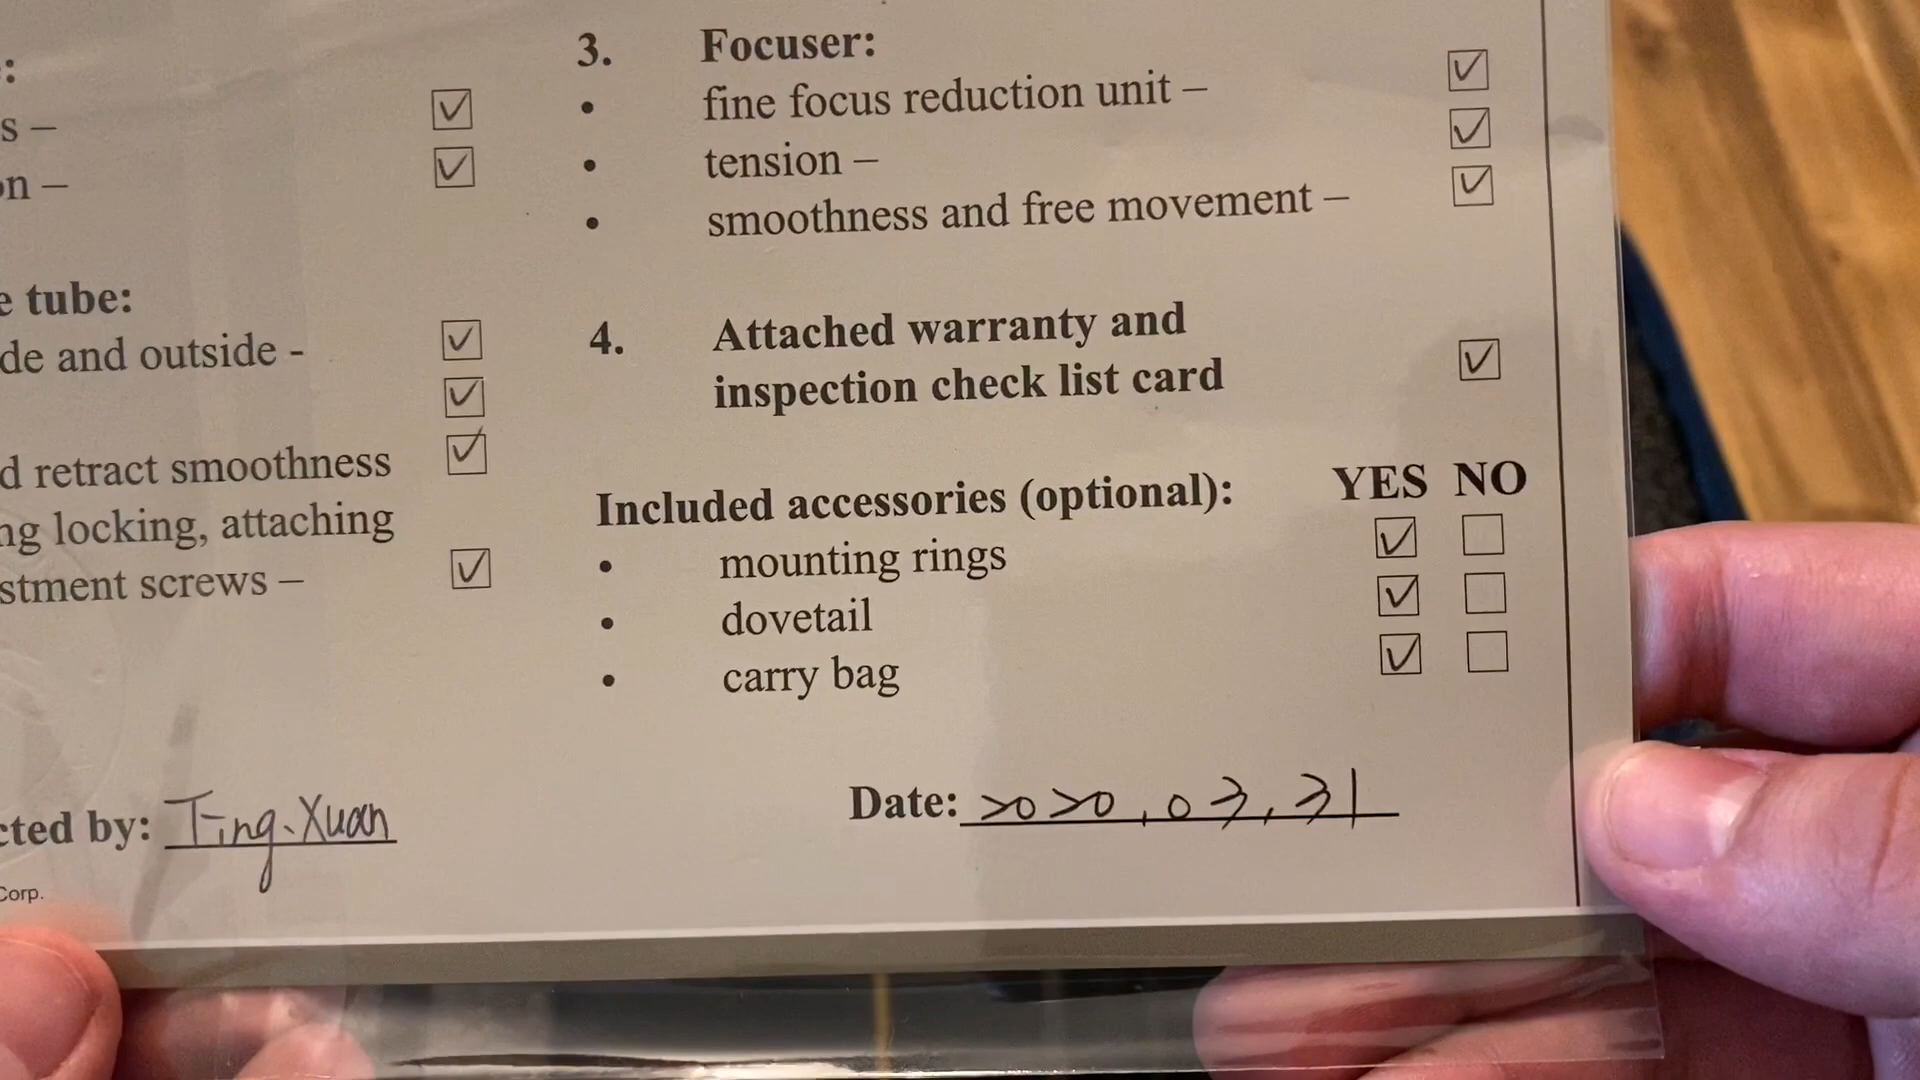 :
s –
on –
e tube:
de and outside -
d retract smoothness
ng locking, attaching
stment screws –
cted by: Ting-Xuan
Corp.
3. Focuser:
• fine focus reduction unit –
• tension –
• smoothness and free movement –
4. Attached warranty and
inspection check list card
Included accessories (optional): YES NO
• mounting rings
• dovetail
• carry bag
Date: 2020,03,31